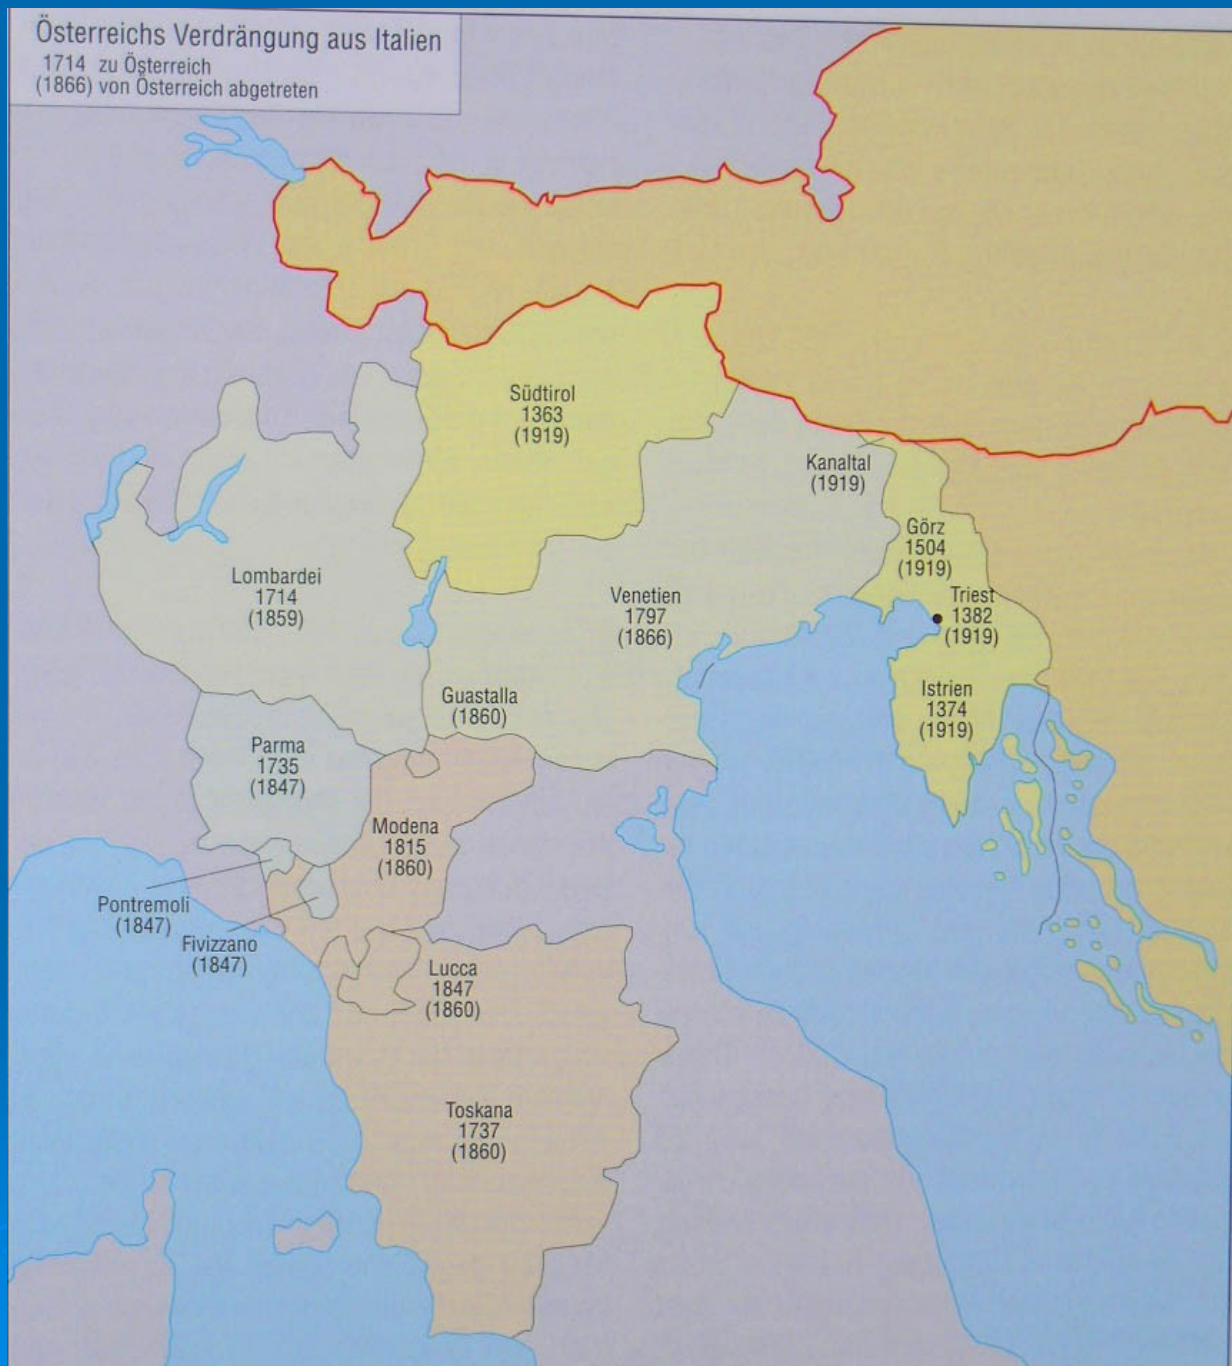 Österreichs Verdrängung aus Italien
1714 zu Österreich
(1866) von Österreich abgetreten
Südtirol
1363
(1919)
Kanaltal
(1919)
Görz
1504
(1919)
Lombardei
1714
(1859)
Venetien
1797
(1866)
Triest
1382
(1919)
Guastalla
(1860)
Istrien
1374
(1919)
Parma
1735
(1847)
Modena
1815
(1860)
Pontremoli
(1847)
Fivizzano
(1847)
Lucca
1847
(1860)
Toskana
1737
(1860)